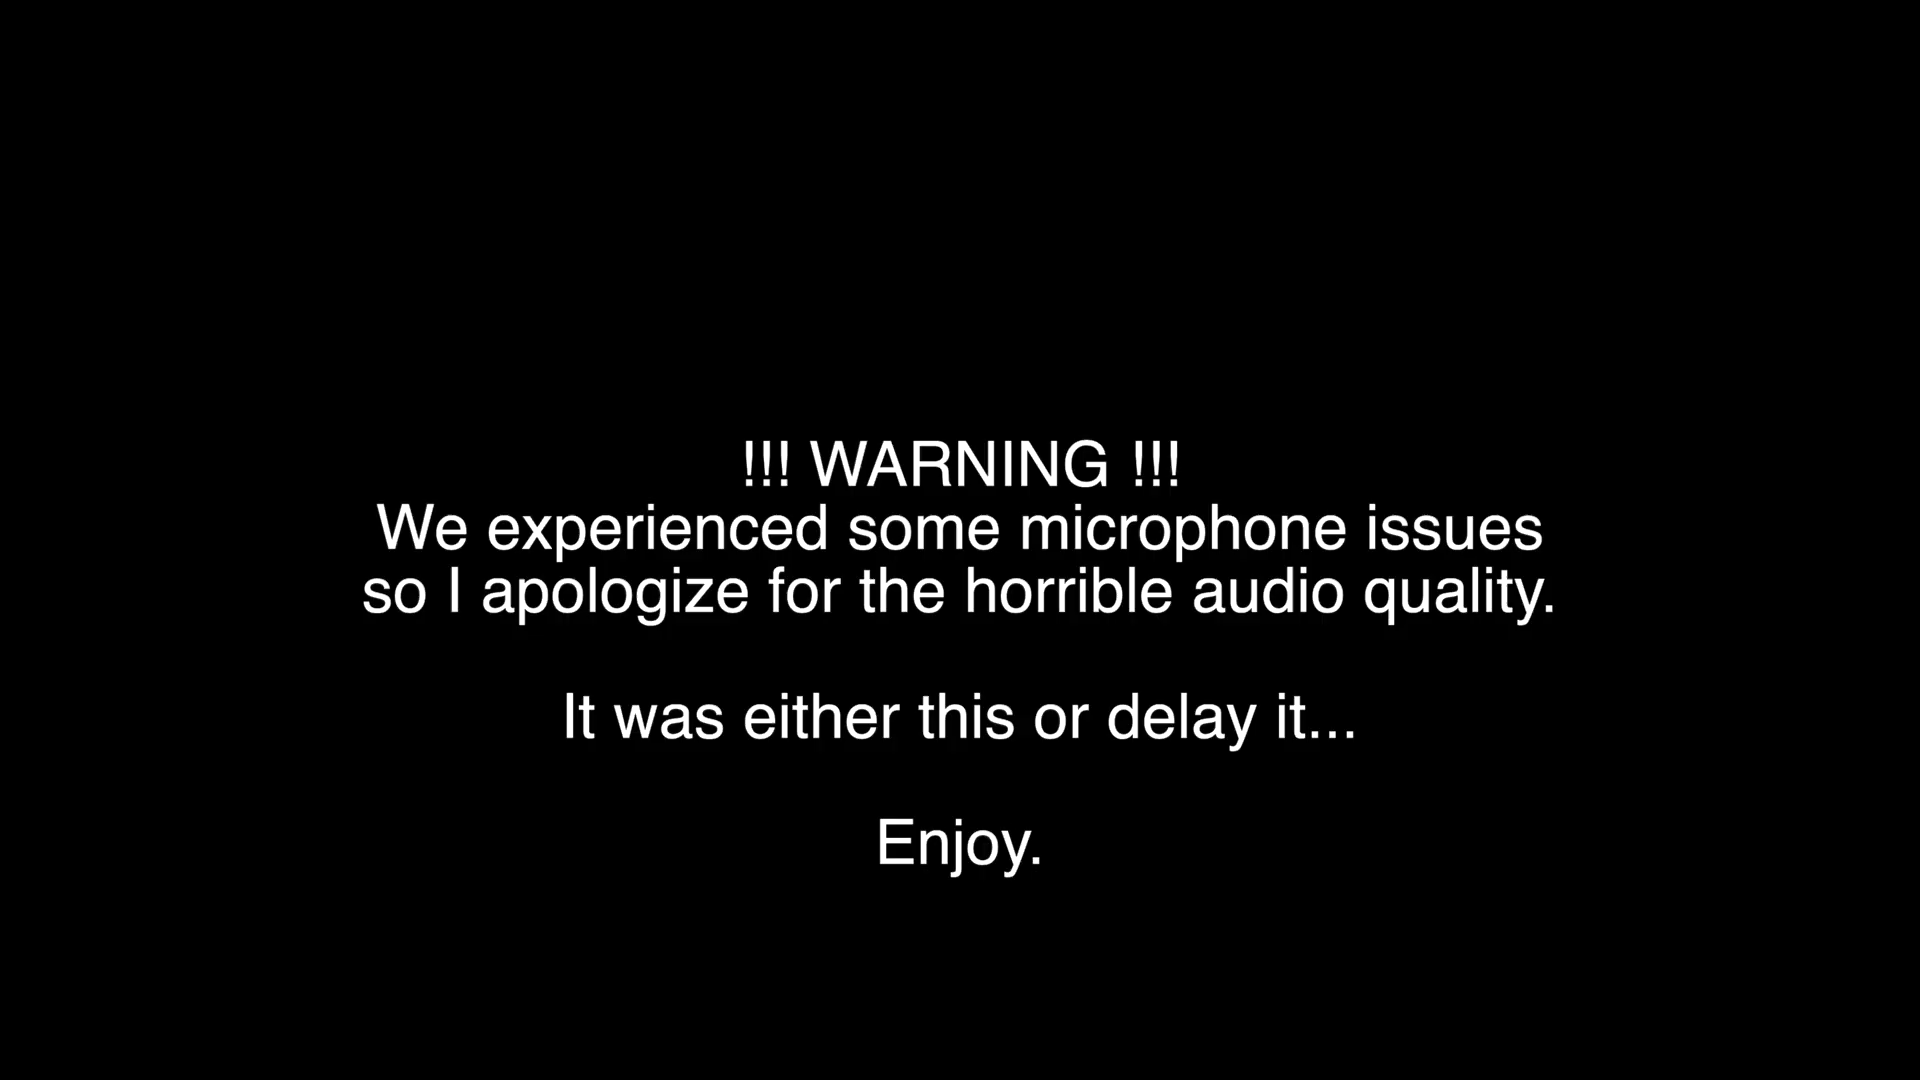 !!! WARNING !!!
We experienced some microphone issues
so I apologize for the horrible audio quality.
It was either this or delay it...
Enjoy.